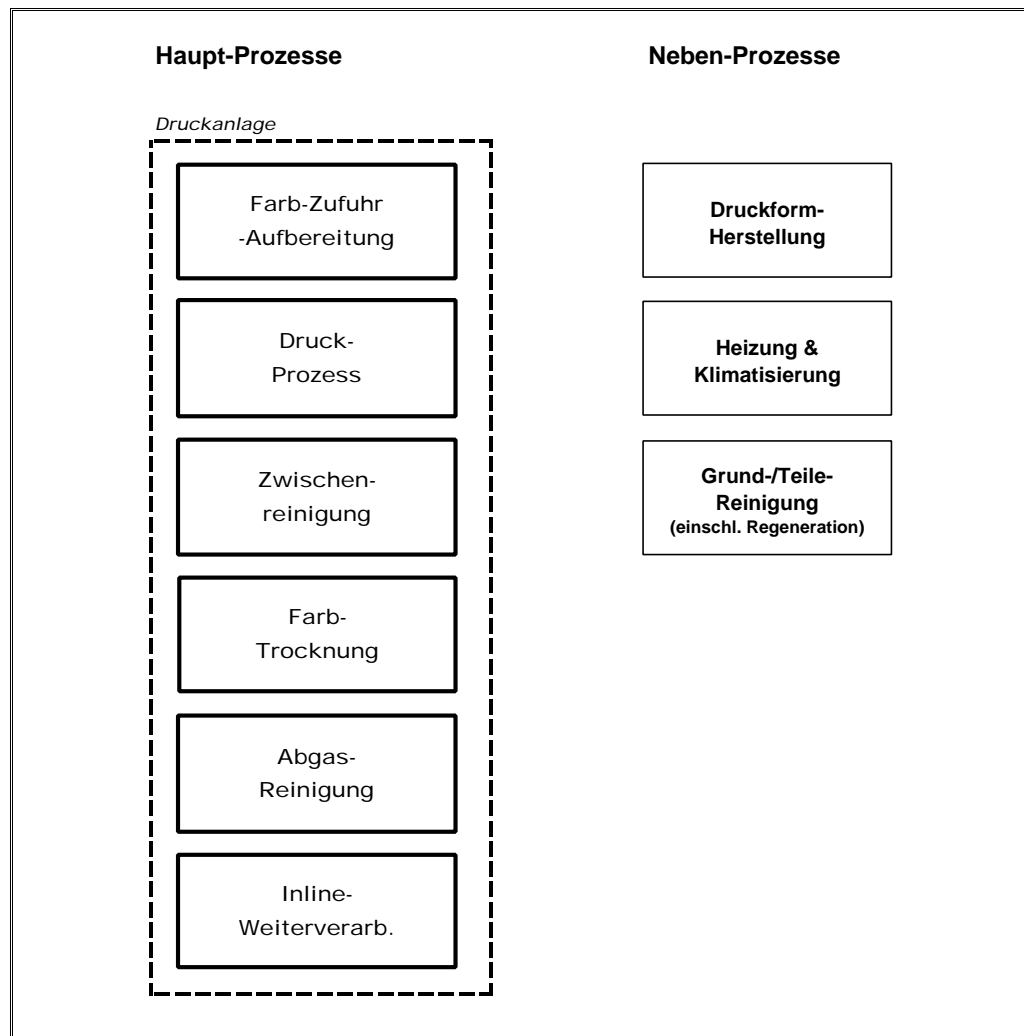 Haupt-Prozesse
Druckanlage
Farb-Zufuhr
-Aufbereitung
Druck-
Prozess
Zwischen-
reinigung
Farb-
Trocknung
Abgas-
Reinigung
Inline-
Weiterverarb.
Neben-Prozesse
Druckform-
Herstellung
Heizung &
Klimatisierung
Grund-/Teile-
Reinigung
(einschl. Regeneration)